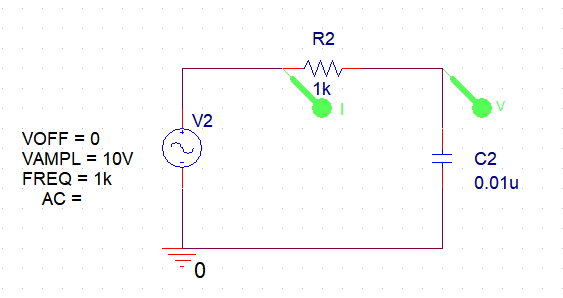 R2
1k
I
V
V2
VOFF = 0
VAMPL = 10V
FREQ = 1k
AC =
C2
0.01u
0